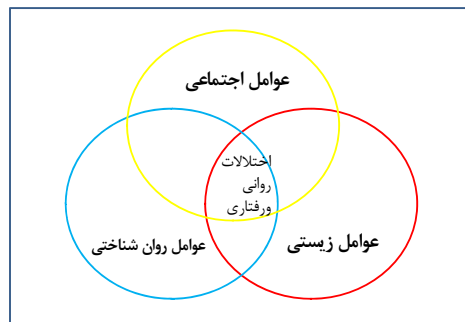 عوامل اجتماعی
اختلالات
روانی
ورفتاری
عوامل زیستی
عوامل روان شناختی